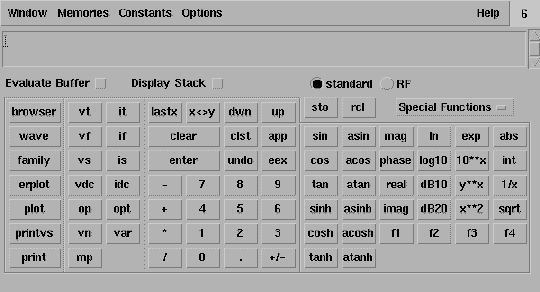 Window Memories Constants Options Help 6
Evaluate Buffer Display Stack standard RF
browser vt it lastx x<>y dwn up sto rcl Special Functions
wave vf if clear clst app sin asin mag ln exp abs
family vs is enter undo eex cos acos phase log10 10**x int
erplot vdc idc - 7 8 9 tan atan real dB10 y**x 1/x
plot op opt + 4 5 6 sinh asinh imag dB20 x**2 sqrt
printvs vn var * 1 2 3 cosh acosh f1 f2 f3 f4
print mp / 0 . +/- tanh atanh